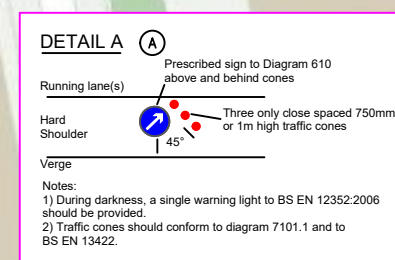 DETAIL A A
Prescribed sign to Diagram 610
above and behind cones
Running lane(s)
Three only close spaced 750mm
or 1m high traffic cones
Hard
Shoulder
45°
Verge
Notes:
1) During darkness, a single warning light to BS EN 12352:2006
should be provided.
2) Traffic cones should conform to diagram 7101.1 and to
BS EN 13422.